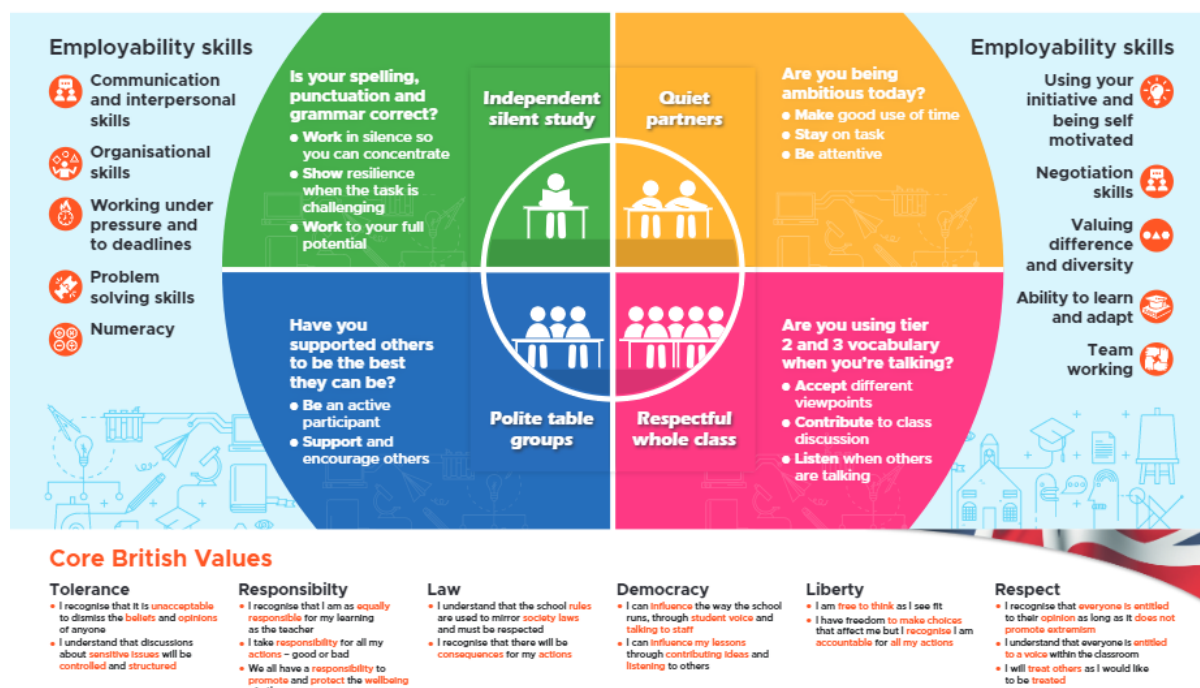 Employability skills
Communication
and interpersonal
skills
Organisational
skills
Working under
pressure and
to deadlines
Problem
solving skills
Numeracy
Is your spelling,
punctuation and
grammar correct?
• Work in silence so
you can concentrate
• Show resilience
when the task is
challenging
• Work to your full
potential
Independent
silent study
Quiet
partners
Are you being
ambitious today?
• Make good use of time
• Stay on task
• Be attentive
Have you
supported others
to be the best
they can be?
• Be an active
participant
• Support and
encourage others
Polite table
groups
Respectful
whole class
Are you using tier
2 and 3 vocabulary
when you're talking?
• Accept different
viewpoints
• Contribute to class
discussion
• Listen when others
are talking
Employability skills
Using your
initiative and
being self
motivated
Negotiation
skills
Valuing
difference
and diversity
Ability to learn
and adapt
Team
working
Core British Values
Tolerance
• I recognise that it is unacceptable
to dismiss the beliefs and opinions
of anyone
• I understand that discussions
about sensitive issues will be
controlled and structured
Responsibilty
• I recognise that I am as equally
responsible for my learning
as the teacher
• I take responsibility for all my
actions – good or bad
• We all have a responsibility to
promote and protect the wellbeing
Law
• I understand that the school rules
are used to mirror society laws
and must be respected
• I recognise that there will be
consequences for my actions
Democracy
• I can influence the way the school
runs, through student voice and
talking to staff
• I can influence my lessons
through contributing ideas and
listening to others
Liberty
• I am free to think as I see fit
• I have freedom to make choices
that affect me but I recognise I am
accountable for all my actions
Respect
• I recognise that everyone is entitled
to their opinion as long as it does not
promote extremism
• I understand that everyone is entitled
to a voice within the classroom
• I will treat others as I would like
to be treated